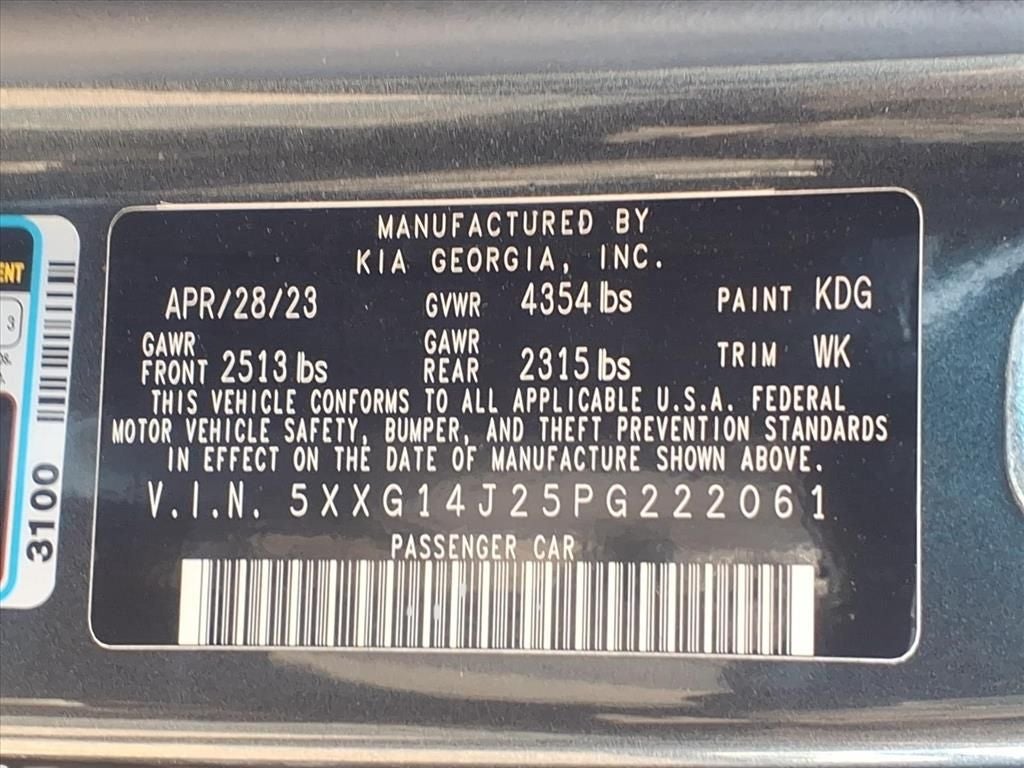 MANUFACTURED BY
KIA GEORGIA, INC.
APR/28/23 GVWR 4354 lbs PAINT KDG
GAWR FRONT 2513 lbs GAWR REAR 2315 lbs TRIM WK
THIS VEHICLE CONFORMS TO ALL APPLICABLE U.S.A. FEDERAL
MOTOR VEHICLE SAFETY, BUMPER, AND THEFT PREVENTION STANDARDS
IN EFFECT ON THE DATE OF MANUFACTURE SHOWN ABOVE.
V.I.N. 5XXG14J25PG222061
PASSENGER CAR
3100
3